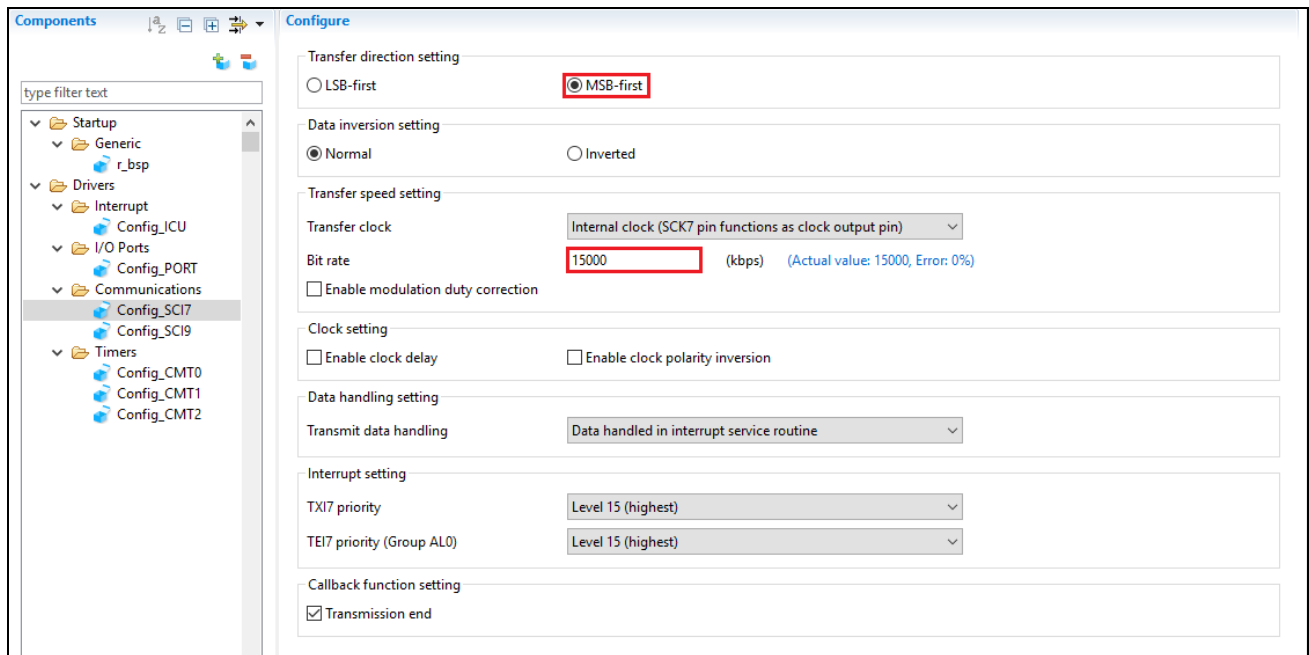 Components
Configure
type filter text
Startup
Generic
r_bsp
Drivers
Interrupt
Config_ICU
I/O Ports
Config_PORT
Communications
Config_SCI7
Config_SCI9
Timers
Config_CMT0
Config_CMT1
Config_CMT2
Transfer direction setting
LSB-first MSB-first
Data inversion setting
Normal Inverted
Transfer speed setting
Transfer clock Internal clock (SCK7 pin functions as clock output pin)
Bit rate 15000 (kbps) (Actual value: 15000, Error: 0%)
Enable modulation duty correction
Clock setting
Enable clock delay Enable clock polarity inversion
Data handling setting
Transmit data handling Data handled in interrupt service routine
Interrupt setting
TXI7 priority Level 15 (highest)
TEI7 priority (Group AL0) Level 15 (highest)
Callback function setting
Transmission end